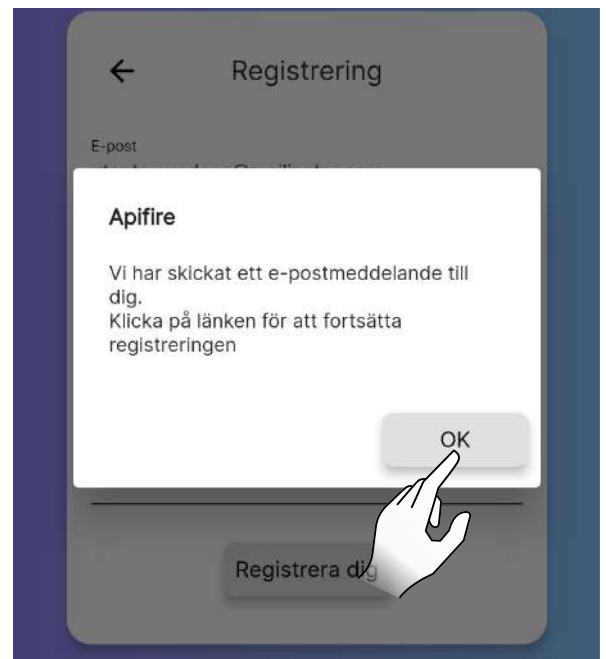 Registrering
E-post
Apifire
Vi har skickat ett e-postmeddelande till
dig.
Klicka på länken för att fortsätta
registreringen
OK
Registrera dig